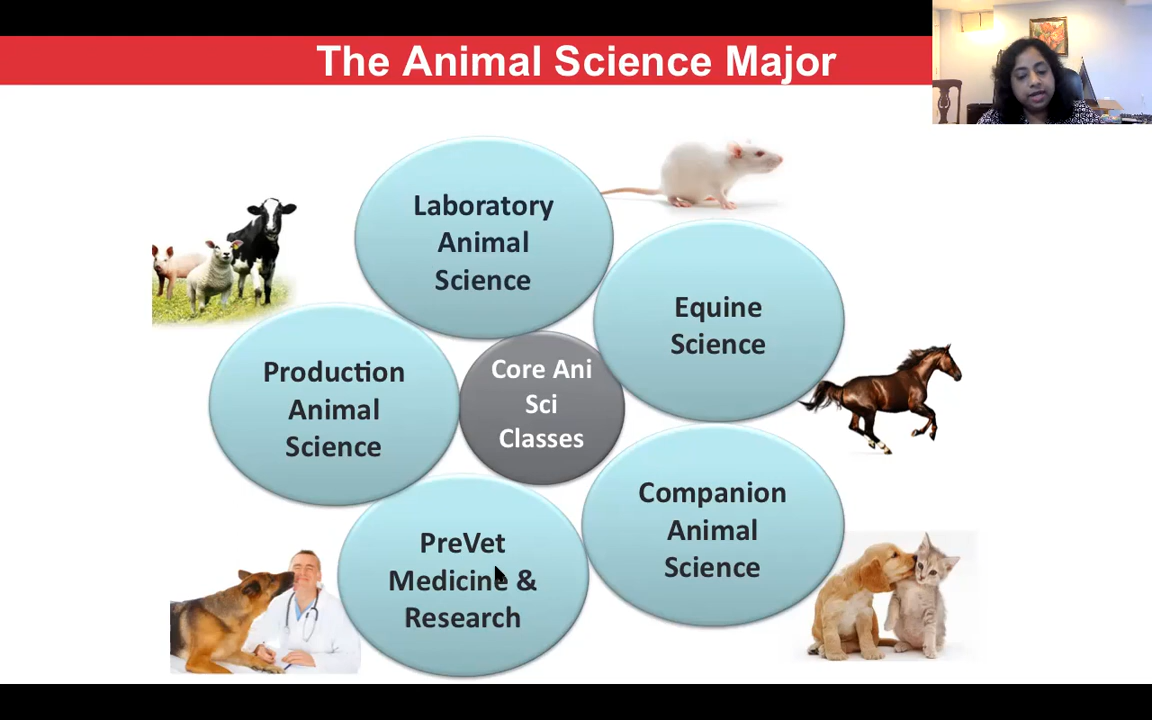 The Animal Science Major
Laboratory
Animal
Science
Equine
Science
Production
Animal
Science
Core Ani
Sci
Classes
Companion
Animal
Science
PreVet
Medicine &
Research